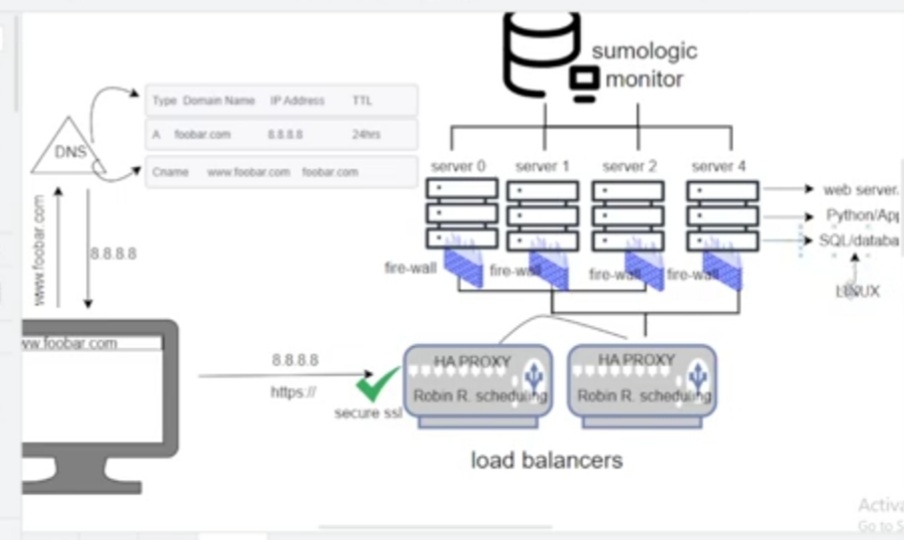 sumologic
monitor
Type Domain Name IP Address TTL
A foobar.com 8.8.8.8 24hrs
Cname www.foobar.com foobar.com
DNS
www.foobar.com
8.8.8.8
server 0 server 1 server 2 server 4
web server.
Python/App
SQL/databa
LINUX
fire-wall fire-wall fire-wall fire-wall
ww.foobar.com
8.8.8.8
https://
secure ssl
HA PROXY
Robin R. scheduling
HA PROXY
Robin R. scheduling
load balancers
Activa
Go to S